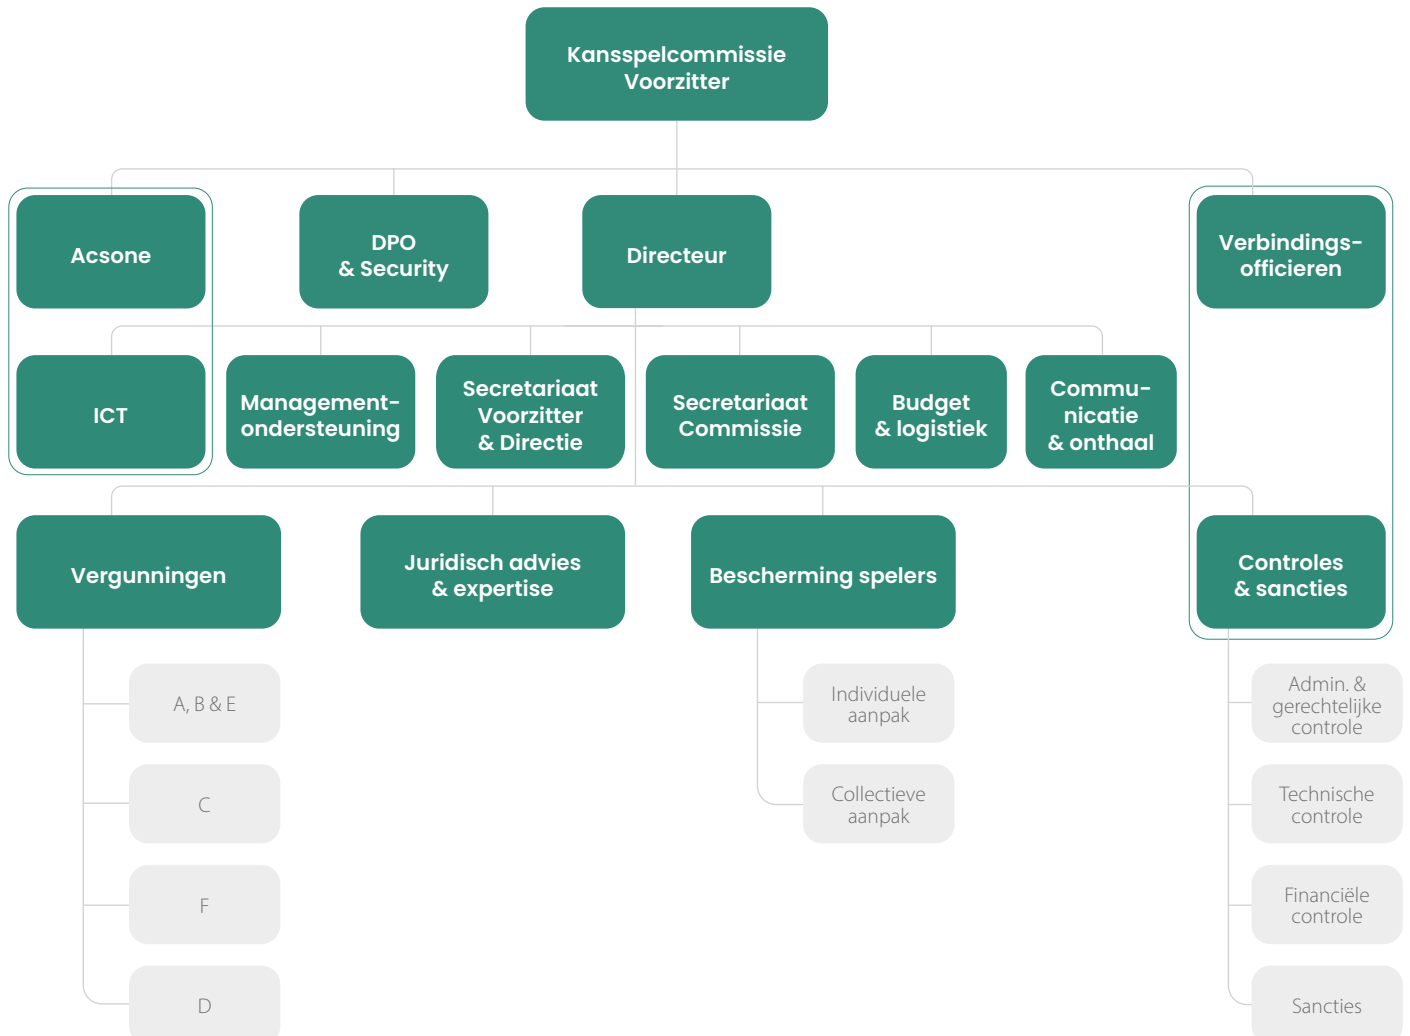 Kansspelcommissie
Voorzitter
Acsone
DPO
& Security
Directeur
Verbindings-
officieren
ICT
Management-
ondersteuning
Secretariaat
Voorzitter
& Directie
Secretariaat
Commissie
Budget
& logistiek
Commu-
nicatie
& onthaal
Vergunningen
Juridisch advies
& expertise
Bescherming spelers
Controles
& sancties
A, B & E
C
F
D
Individuele
aanpak
Collectieve
aanpak
Admin. &
gerechtelijke
controle
Technische
controle
Financiële
controle
Sancties